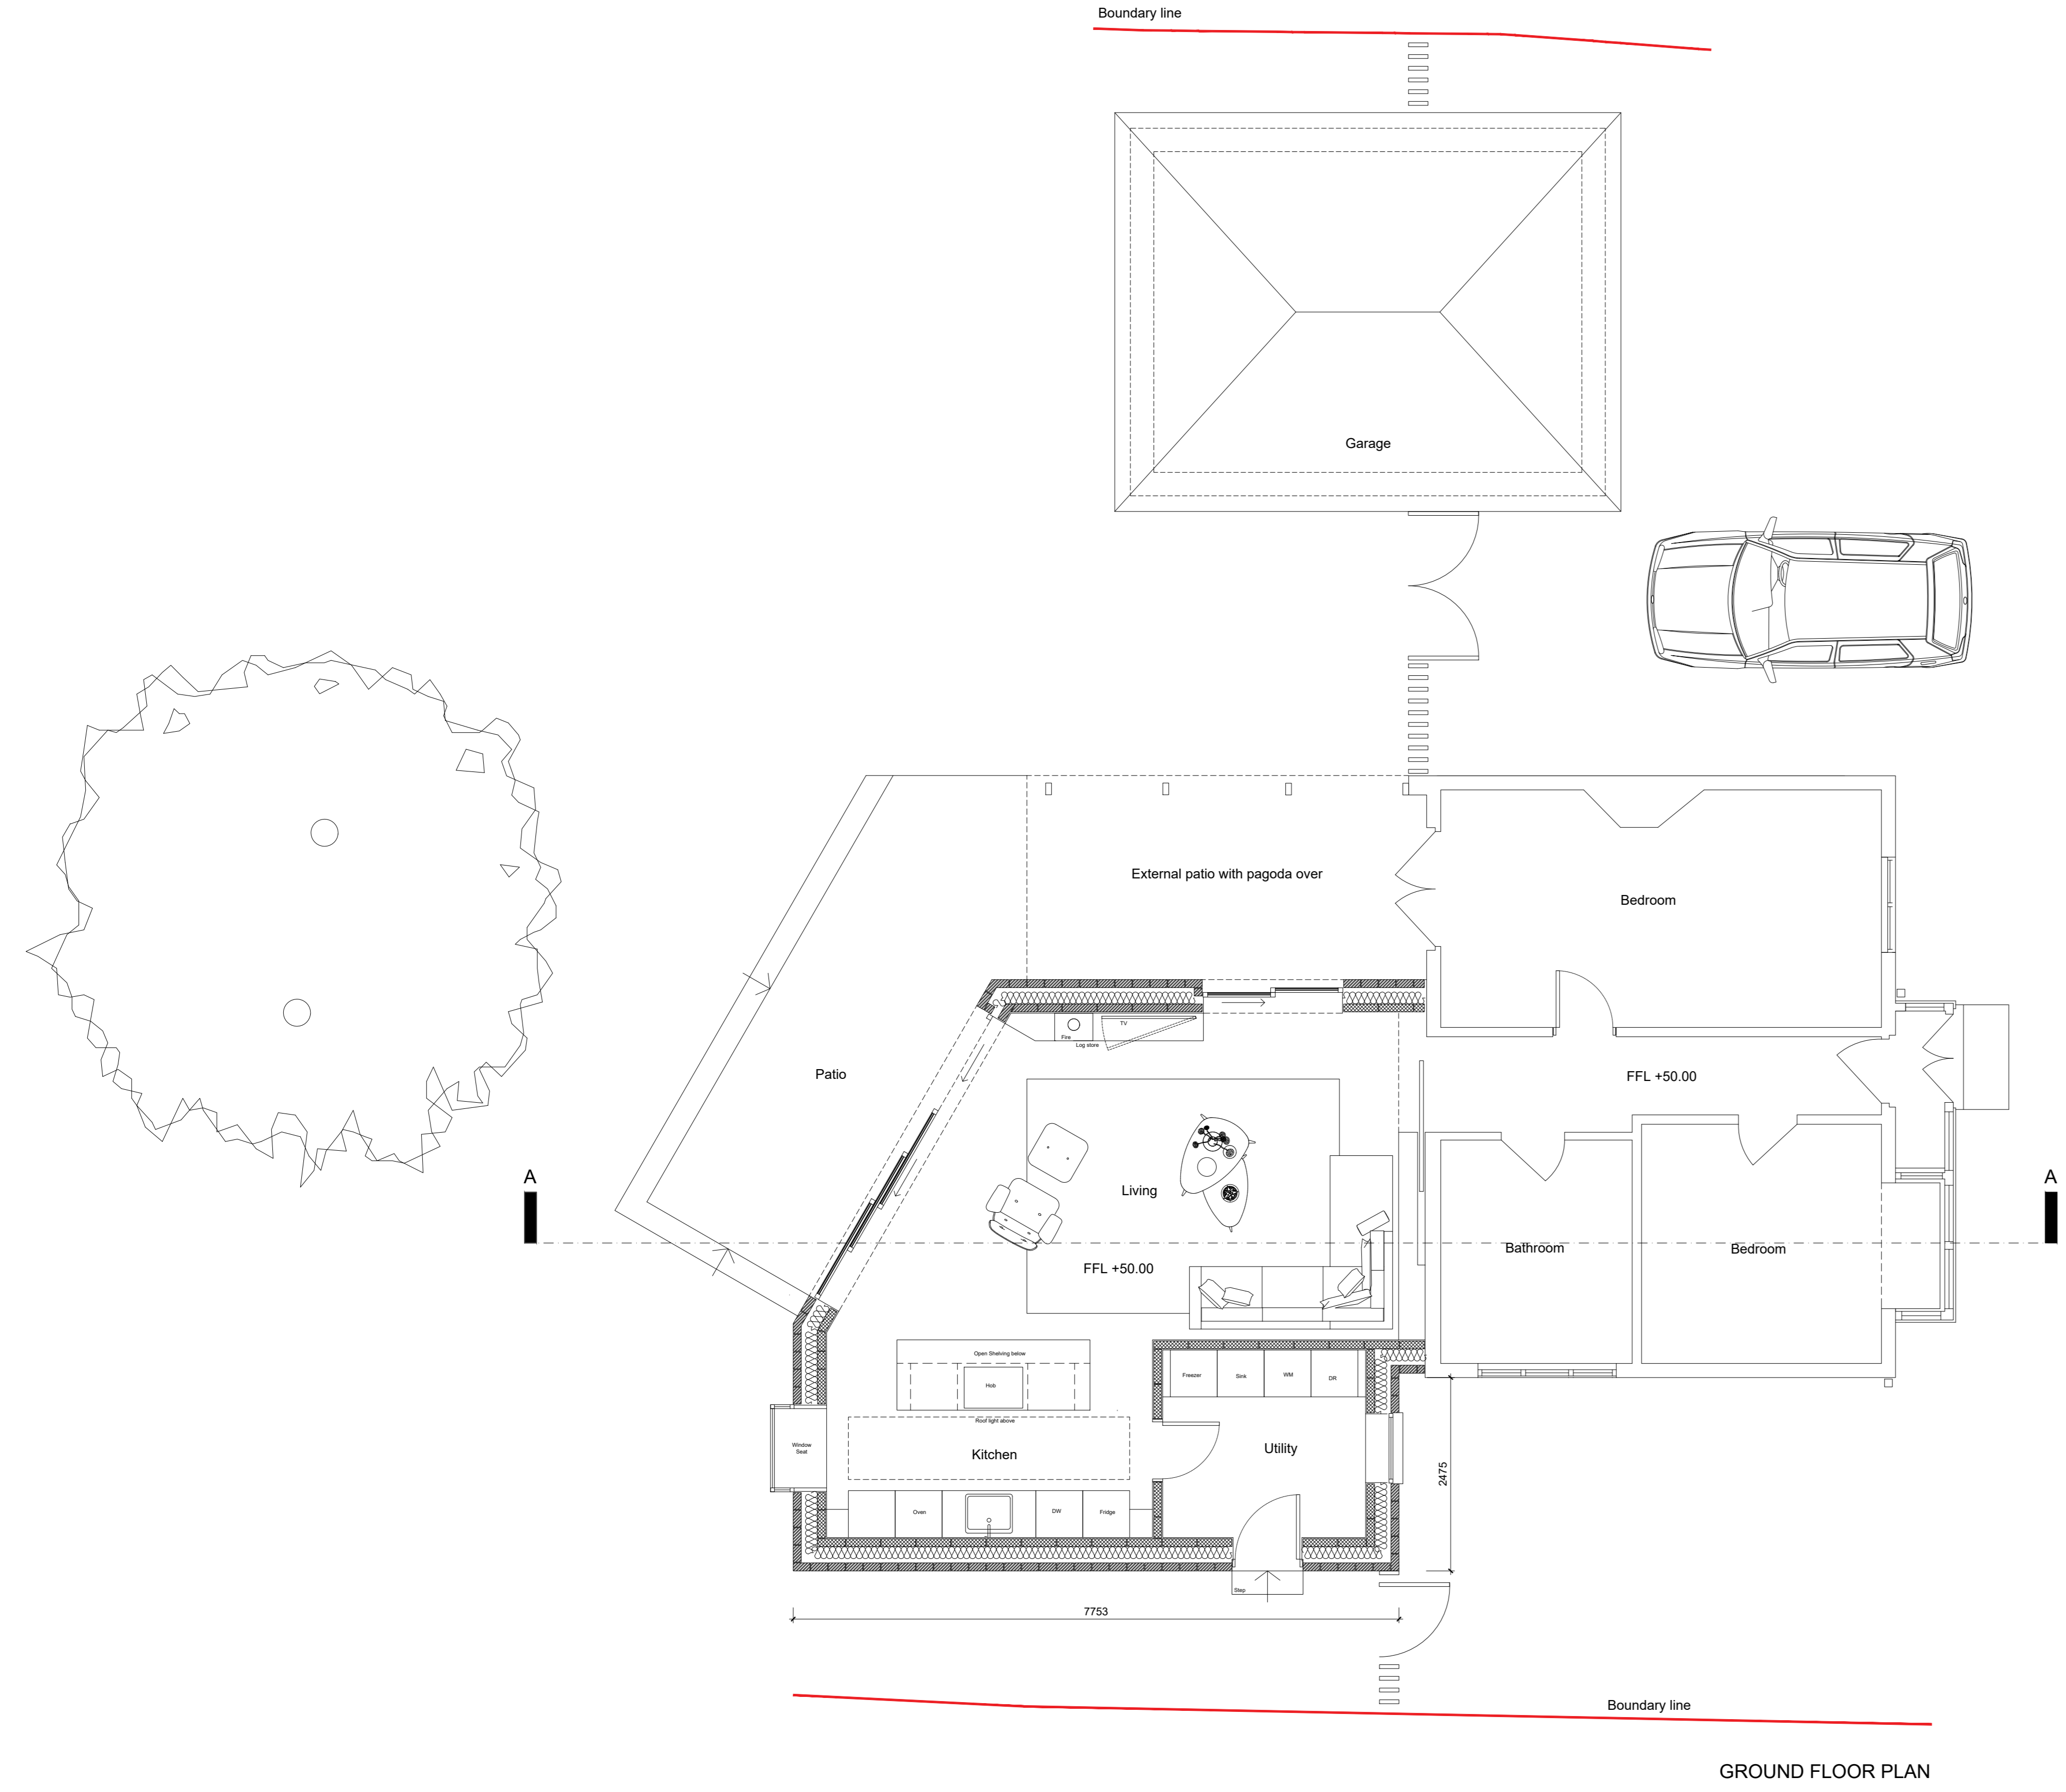 Boundary line
Garage
External patio with pagoda over
Bedroom
TV
Fire
Log store
Patio
FFL +50.00
A
A
Living
Bathroom
Bedroom
FFL +50.00
Open Shelving below
Hob
Freezer
Sink
WM
DR
Roof light above
Window
Seat
Kitchen
Utility
2475
Oven
DW
Fridge
Step
7753
Boundary line
GROUND FLOOR PLAN